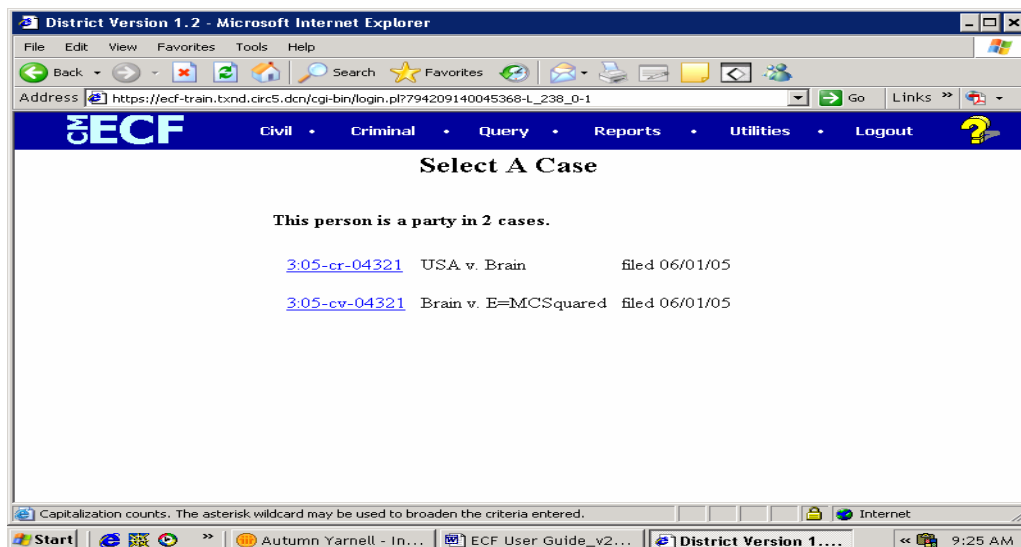 District Version 1.2 - Microsoft Internet Explorer
File Edit View Favorites Tools Help
Back Search Favorites
Address https://ecf-train.txnd.circ5.dcn/cgi-bin/login.pl?794209140045368-L_238_0-1 Go Links »
CM ECF Civil • Criminal • Query • Reports • Utilities • Logout ?
Select A Case
This person is a party in 2 cases.
3:05-cr-04321 USA v. Brain filed 06/01/05
3:05-cv-04321 Brain v. E=MCSquared filed 06/01/05
Capitalization counts. The asterisk wildcard may be used to broaden the criteria entered. Internet
Start » Autumn Yarnell - In... ECF User Guide_v2... District Version 1.... « 9:25 AM